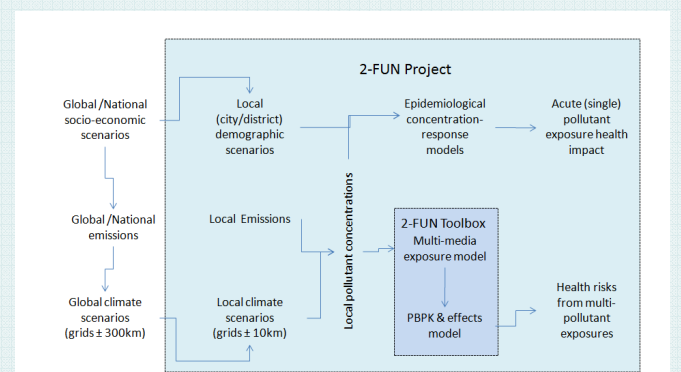 2-FUN Project
Global/National
socio-economic
scenarios
Local
(city/district)
demographic
scenarios
Epidemiological
concentration-
response
models
Acute (single)
pollutant
exposure health
impact
Local pollutant concentrations
Global/National
emissions
Local Emissions
2-FUN Toolbox
Multi-media
exposure model
Global climate
scenarios
(grids ± 300km)
Local climate
scenarios
(grids ± 10km)
PBPK & effects
model
Health risks
from multi-
pollutant
exposures